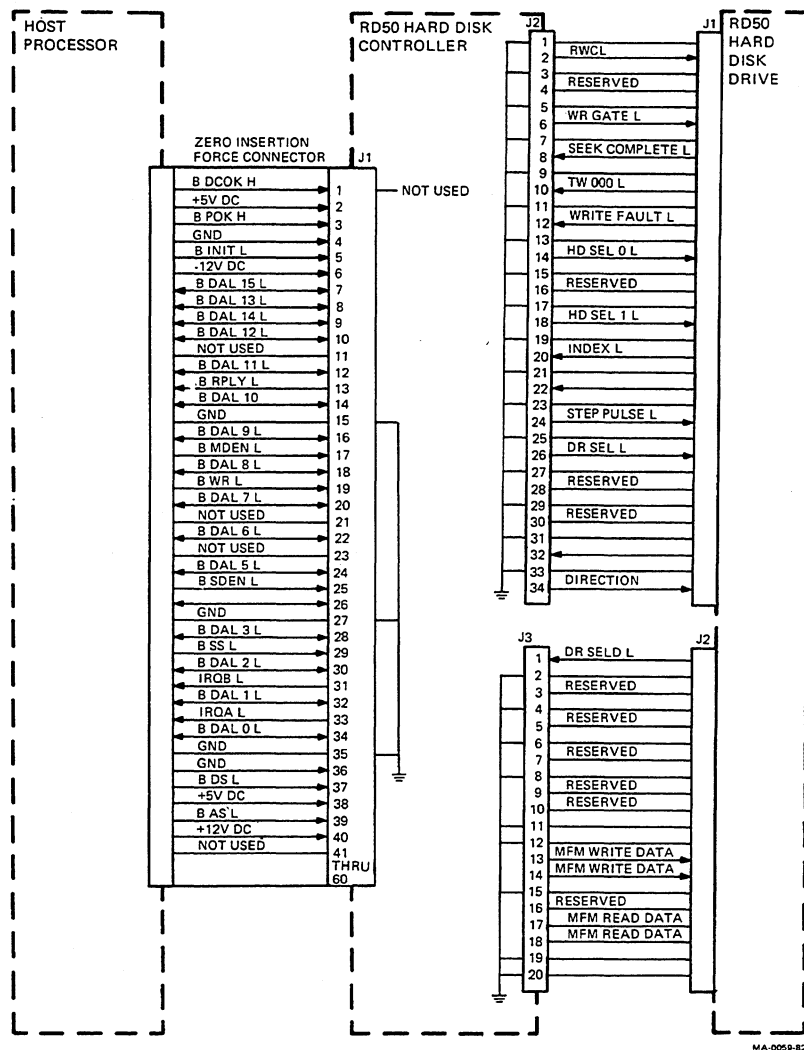 HOST
PROCESSOR
RD50 HARD DISK
CONTROLLER
RD50
HARD
DISK
DRIVE
ZERO INSERTION
FORCE CONNECTOR
J1
B DCOK H 1 NOT USED
+5V DC 2
B POK H 3
GND 4
B INIT L 5
-12V DC 6
B DAL 15 L 7
B DAL 13 L 8
B DAL 14 L 9
B DAL 12 L 10
NOT USED 11
B DAL 11 L 12
B RPLY L 13
B DAL 10 14
GND 15
B DAL 9 L 16
B MDEN L 17
B DAL 8 L 18
B WR L 19
B DAL 7 L 20
NOT USED 21
B DAL 6 L 22
NOT USED 23
B DAL 5 L 24
B SDEN L 25
26
GND 27
B DAL 3 L 28
B SS L 29
B DAL 2 L 30
IRQB L 31
B DAL 1 L 32
IRQA L 33
B DAL 0 L 34
GND 35
GND 36
B DS L 37
+5V DC 38
B AS L 39
+12V DC 40
NOT USED 41
THRU
60
J2 J1
1
2 RWCL
3
4 RESERVED
5
6 WR GATE L
7
8 SEEK COMPLETE L
9
10 TW 000 L
11
12 WRITE FAULT L
13
14 HD SEL 0 L
15
16 RESERVED
17
18 HD SEL 1 L
19
20 INDEX L
21
22
23
24 STEP PULSE L
25
26 DR SEL L
27
28 RESERVED
29
30 RESERVED
31
32
33
34 DIRECTION
J3 J2
1 DR SELD L
2
3 RESERVED
4
5 RESERVED
6
7 RESERVED
8
9 RESERVED
10 RESERVED
11
12
13 MFM WRITE DATA
14 MFM WRITE DATA
15
16 RESERVED
17 MFM READ DATA
18 MFM READ DATA
19
20
MA-0059-82